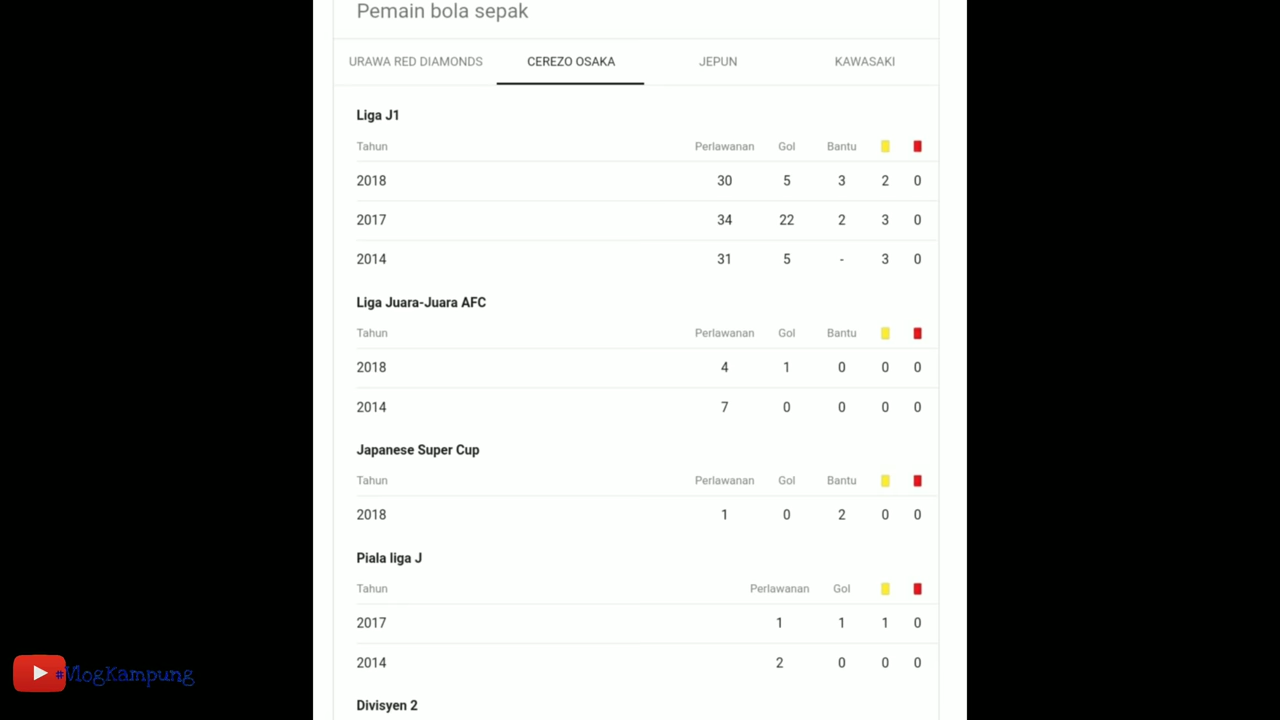 Pemain bola sepak
URAWA RED DIAMONDS CEREZO OSAKA JEPUN KAWASAKI
Liga J1
Tahun Perlawanan Gol Bantu
2018 30 5 3 2 0
2017 34 22 2 3 0
2014 31 5 - 3 0
Liga Juara-Juara AFC
Tahun Perlawanan Gol Bantu
2018 4 1 0 0 0
2014 7 0 0 0 0
Japanese Super Cup
Tahun Perlawanan Gol Bantu
2018 1 0 2 0 0
Piala liga J
Tahun Perlawanan Gol
2017 1 1 1 0
2014 2 0 0 0
#VlogKampung
Divisyen 2